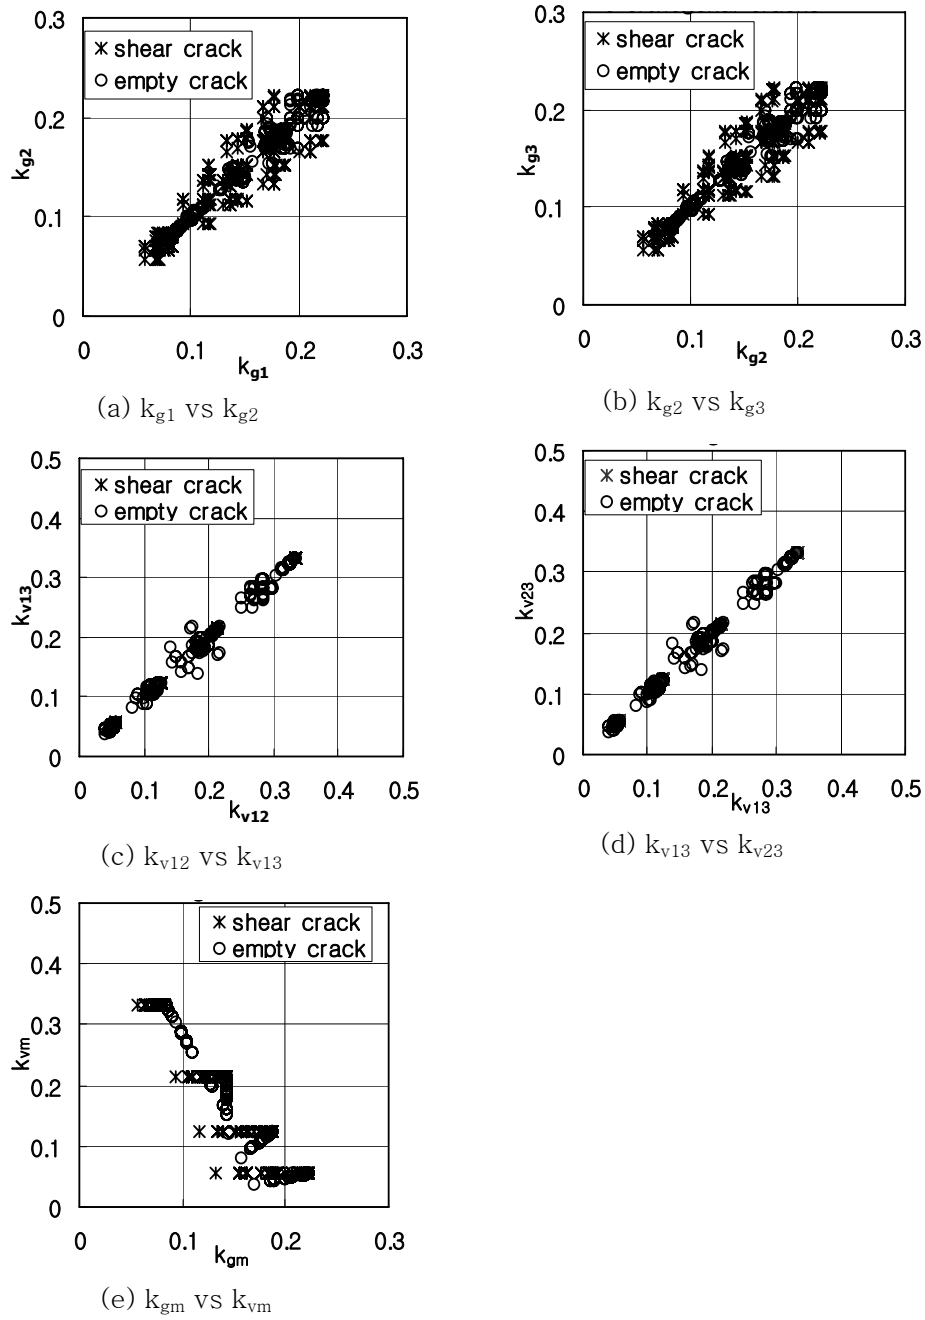 0.3
0.2
0.1
0
k_g2
✳ shear crack
○ empty crack
0 0.1 0.2 0.3
k_g1
(a) k_g1 vs k_g2
0.3
0.2
0.1
0
k_g3
✳ shear crack
○ empty crack
0 0.1 0.2 0.3
k_g2
(b) k_g2 vs k_g3
0.5
0.4
0.3
0.2
0.1
0
k_v13
✳ shear crack
○ empty crack
0 0.1 0.2 0.3 0.4 0.5
k_v12
(c) k_v12 vs k_v13
0.5
0.4
0.3
0.2
0.1
0
k_v23
✳ shear crack
○ empty crack
0 0.1 0.2 0.3 0.4 0.5
k_v13
(d) k_v13 vs k_v23
0.5
0.4
0.3
0.2
0.1
0
k_vm
✳ shear crack
○ empty crack
0 0.1 0.2
k_gm
(e) k_gm vs k_vm